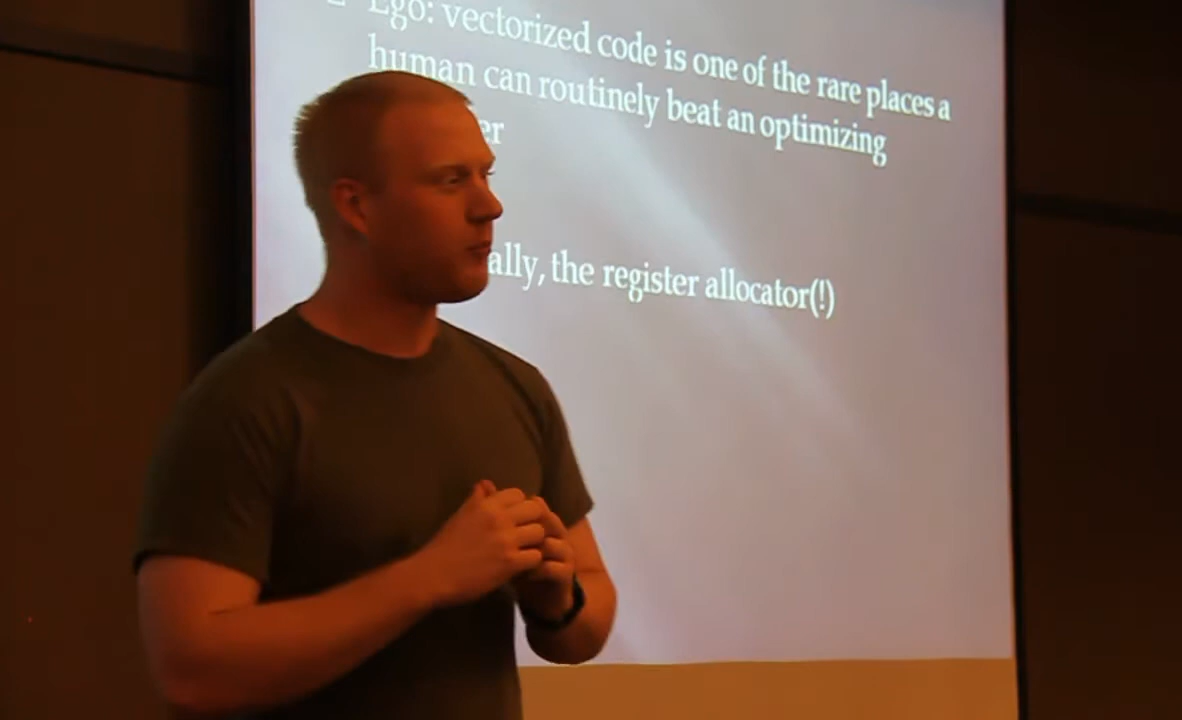 Ego: vectorized code is one of the rare places a
human can routinely beat an optimizing
er
ally, the register allocator(!)